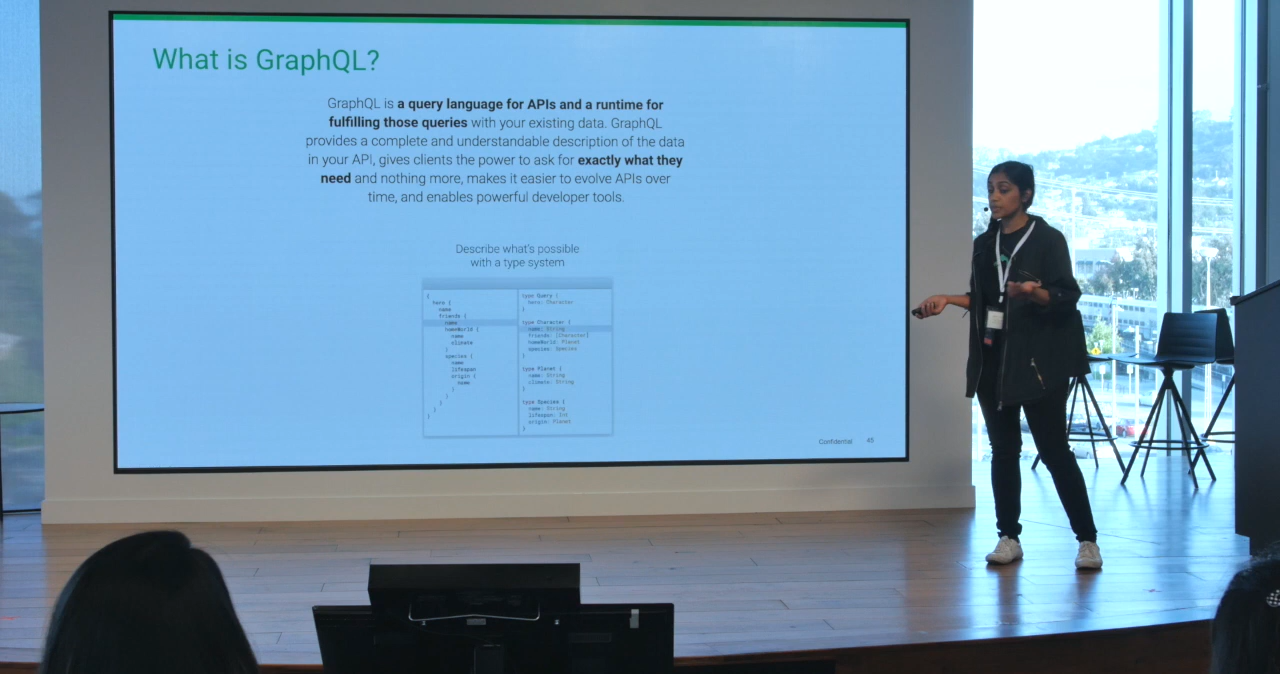 What is GraphQL?
GraphQL is a query language for APIs and a runtime for
fulfilling those queries with your existing data. GraphQL
provides a complete and understandable description of the data
in your API, gives clients the power to ask for exactly what they
need and nothing more, makes it easier to evolve APIs over
time, and enables powerful developer tools.
Describe what's possible
with a type system
{
hero {
name
friends {
name
homeWorld {
name
climate
}
species {
name
lifespan
origin {
name
}
}
}
}
}
type Query {
hero: Character
}
type Character {
name: String
friends: [Character]
homeWorld: Planet
species: Species
}
type Planet {
name: String
climate: String
}
type Species {
name: String
lifespan: Int
origin: Planet
}
Confidential 45